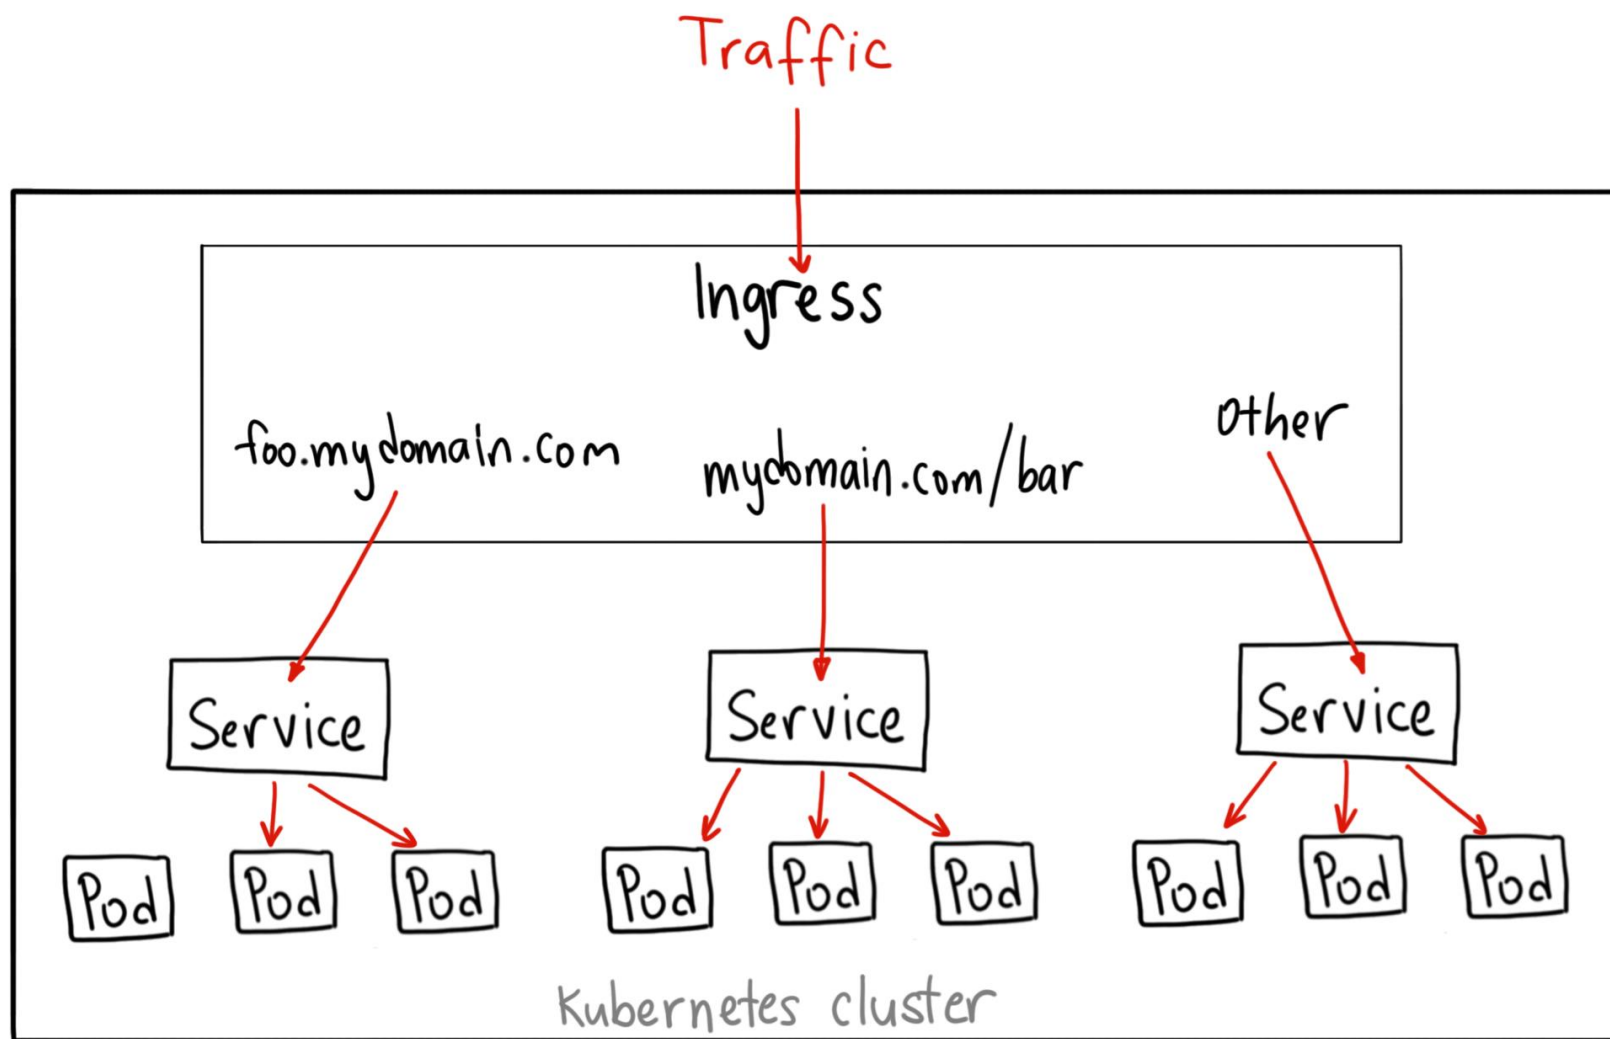 Traffic
Ingress
foo.mydomain.com
mydomain.com/bar
other
Service
Service
Service
Pod
Pod
Pod
Pod
Pod
Pod
Pod
Pod
Pod
Kubernetes cluster